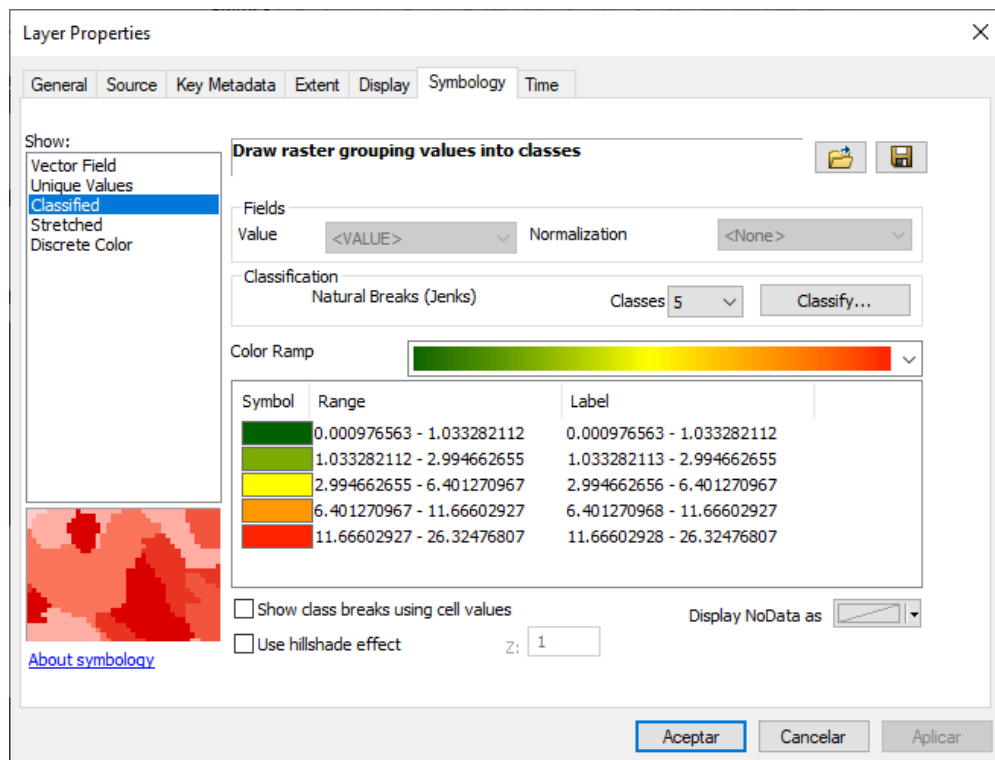 Layer Properties
General Source Key Metadata Extent Display Symbology Time
Show:
Vector Field
Unique Values
Classified
Stretched
Discrete Color
Draw raster grouping values into classes
Fields
Value <VALUE> Normalization <None>
Classification
Natural Breaks (Jenks) Classes 5 Classify...
Color Ramp
Symbol Range Label
0.000976563 - 1.033282112 0.000976563 - 1.033282112
1.033282112 - 2.994662655 1.033282113 - 2.994662655
2.994662655 - 6.401270967 2.994662656 - 6.401270967
6.401270967 - 11.66602927 6.401270968 - 11.66602927
11.66602927 - 26.32476807 11.66602928 - 26.32476807
Show class breaks using cell values
Display NoData as
Use hillshade effect Z: 1
About symbology
Aceptar Cancelar Aplicar